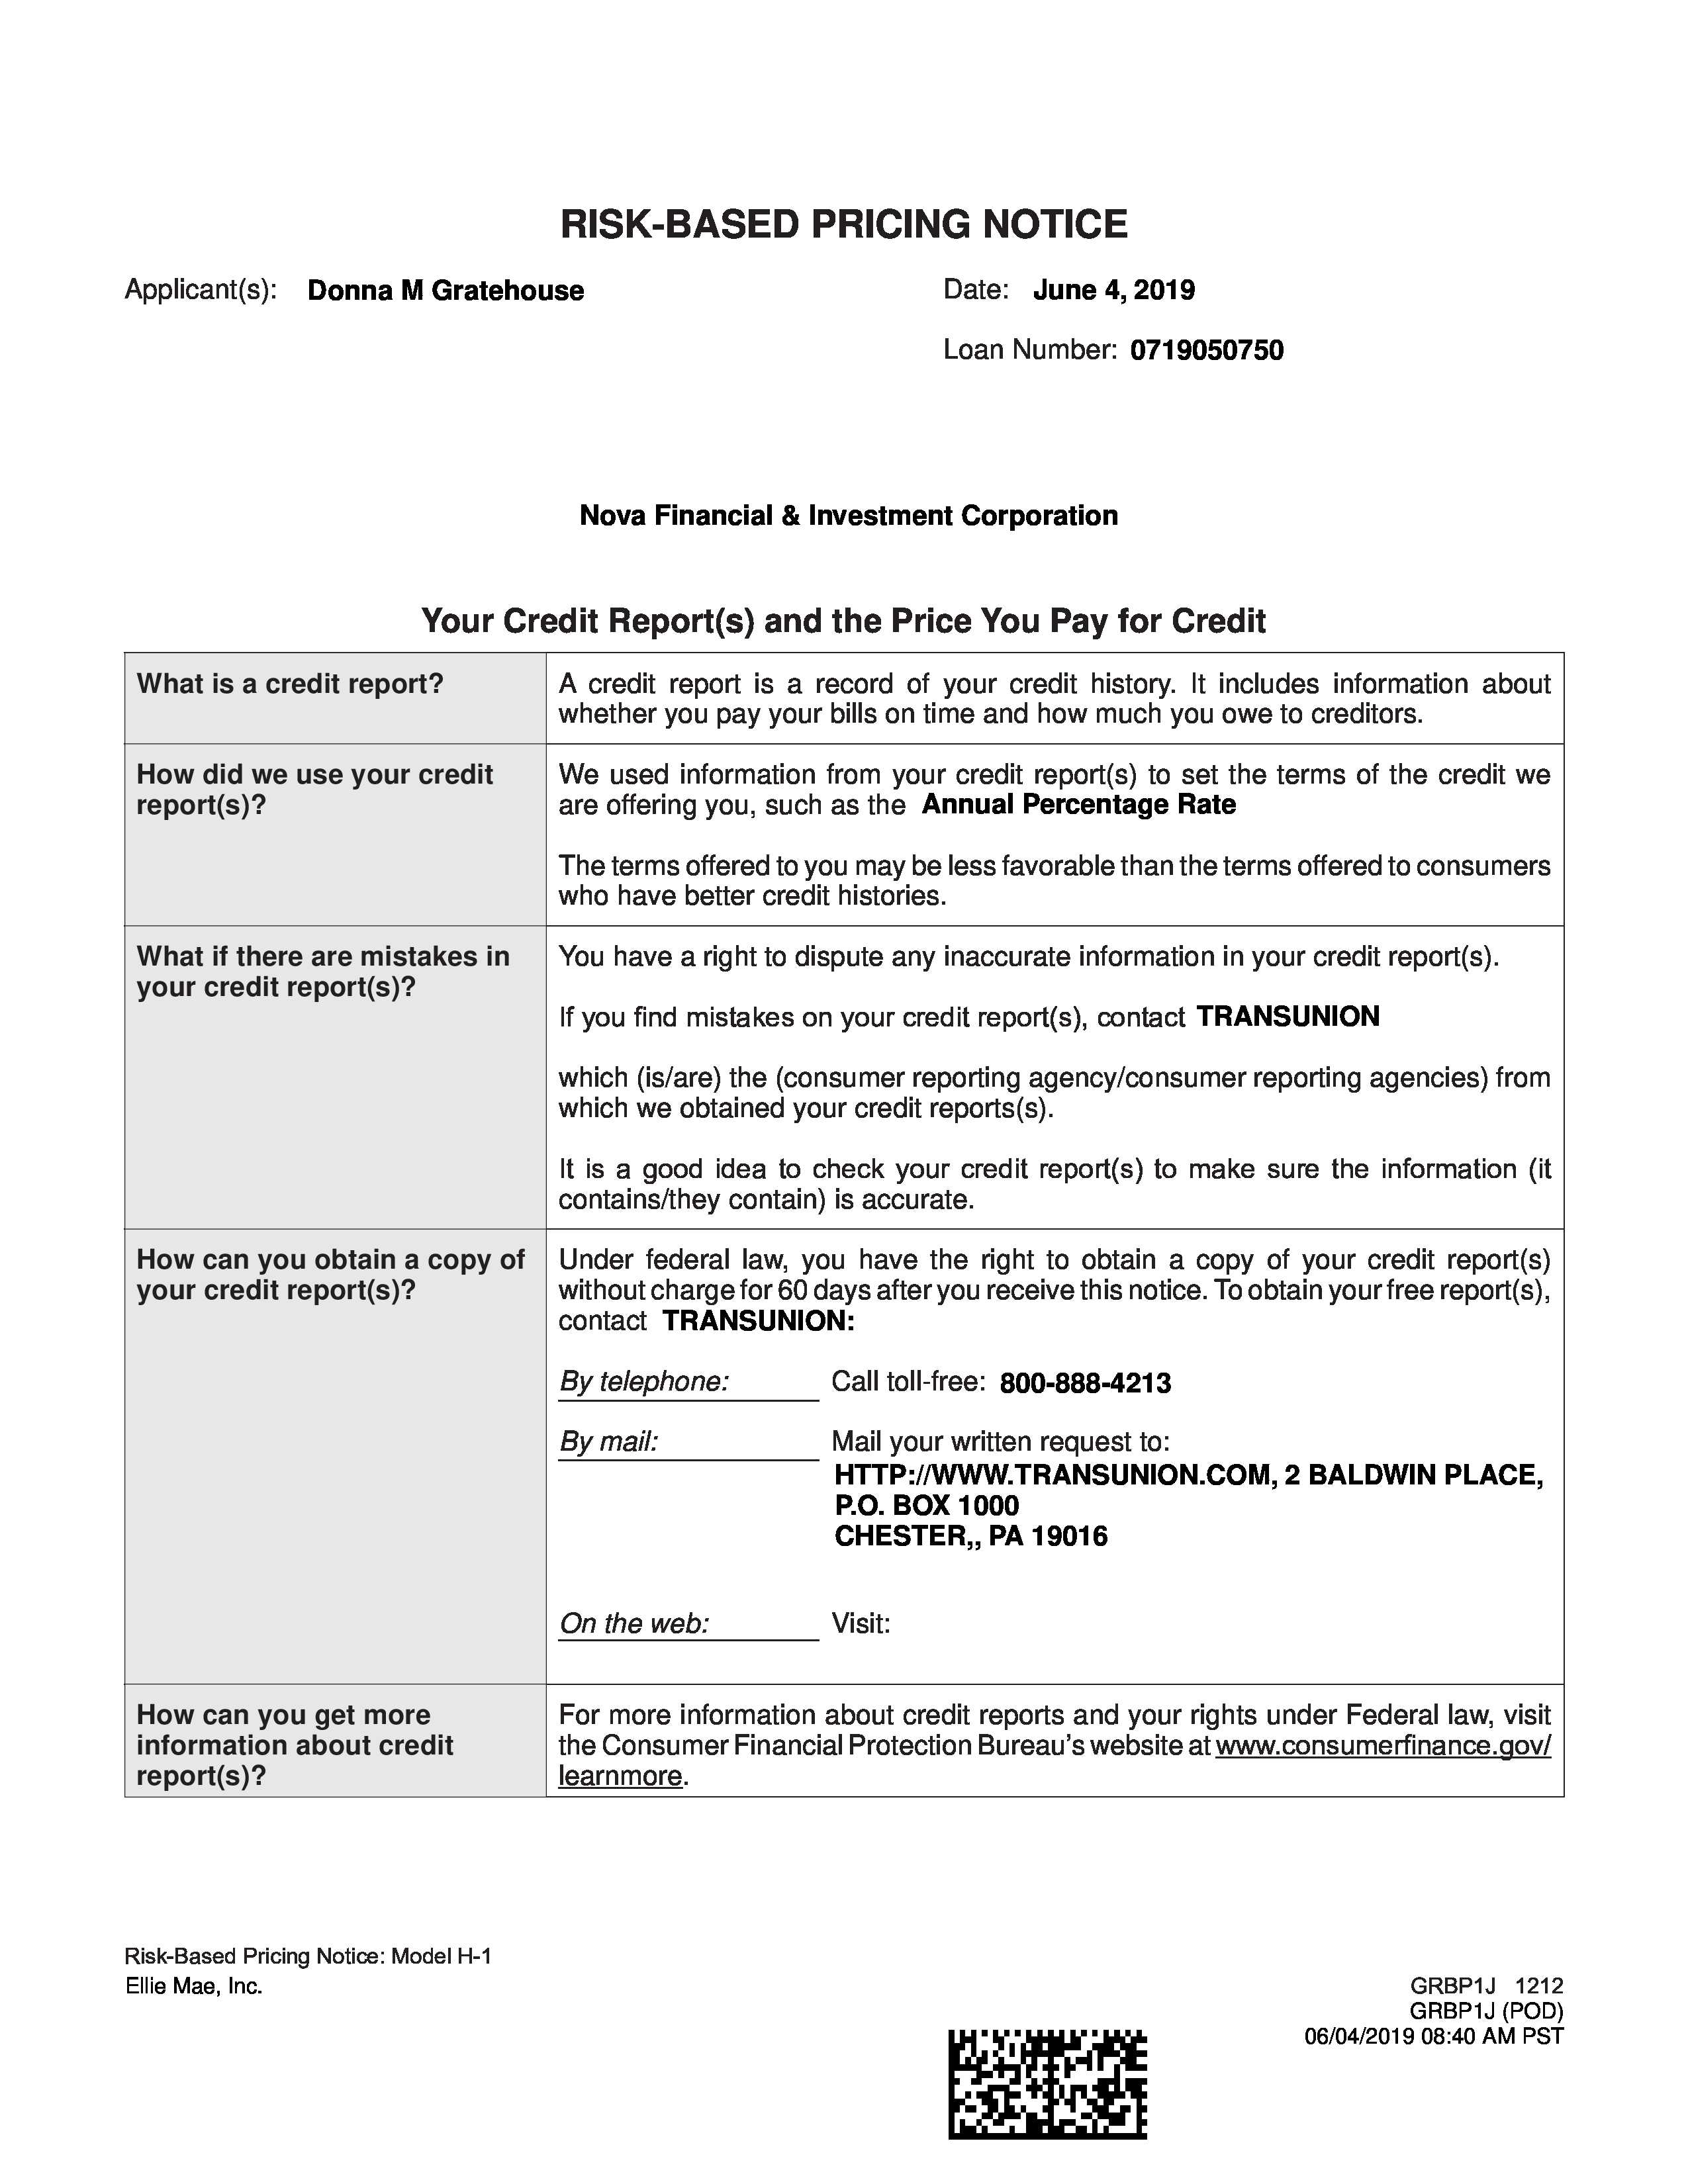 RISK-BASED PRICING NOTICE
Applicant(s): Donna M Gratehouse
Date: June 4, 2019
Loan Number: 0719050750
Nova Financial & Investment Corporation
Your Credit Report(s) and the Price You Pay for Credit
What is a credit report?
A credit report is a record of your credit history. It includes information about
whether you pay your bills on time and how much you owe to creditors.
How did we use your credit
report(s)?
We used information from your credit report(s) to set the terms of the credit we
are offering you, such as the Annual Percentage Rate
The terms offered to you may be less favorable than the terms offered to consumers
who have better credit histories.
What if there are mistakes in
your credit report(s)?
You have a right to dispute any inaccurate information in your credit report(s).
If you find mistakes on your credit report(s), contact TRANSUNION
which (is/are) the (consumer reporting agency/consumer reporting agencies) from
which we obtained your credit reports(s).
It is a good idea to check your credit report(s) to make sure the information (it
contains/they contain) is accurate.
How can you obtain a copy of
your credit report(s)?
Under federal law, you have the right to obtain a copy of your credit report(s)
without charge for 60 days after you receive this notice. To obtain your free report(s),
contact TRANSUNION:
By telephone: Call toll-free: 800-888-4213
By mail: Mail your written request to:
HTTP://WWW.TRANSUNION.COM, 2 BALDWIN PLACE,
P.O. BOX 1000
CHESTER,, PA 19016
On the web: Visit:
How can you get more
information about credit
report(s)?
For more information about credit reports and your rights under Federal law, visit
the Consumer Financial Protection Bureau's website at www.consumerfinance.gov/
learnmore.
Risk-Based Pricing Notice: Model H-1
Ellie Mae, Inc.
GRBP1J 1212
GRBP1J (POD)
06/04/2019 08:40 AM PST